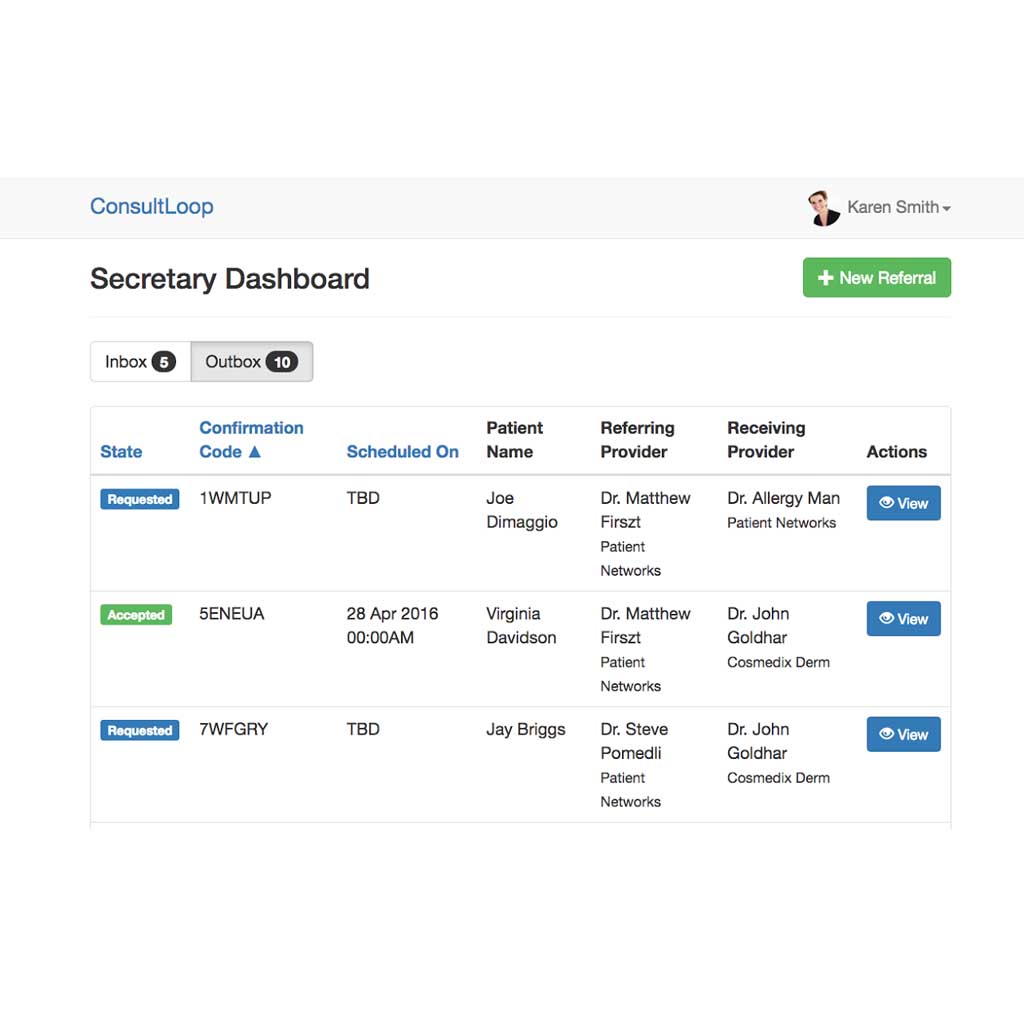 ConsultLoop
Karen Smith
Secretary Dashboard
New Referral
Inbox 5
Outbox 10
State
Confirmation
Code ▲
Scheduled On
Patient
Name
Referring
Provider
Receiving
Provider
Actions
Requested
1WMTUP
TBD
Joe
Dimaggio
Dr. Matthew
Firszt
Patient
Networks
Dr. Allergy Man
Patient Networks
View
Accepted
5ENEUA
28 Apr 2016
00:00AM
Virginia
Davidson
Dr. Matthew
Firszt
Patient
Networks
Dr. John
Goldhar
Cosmedix Derm
View
Requested
7WFGRY
TBD
Jay Briggs
Dr. Steve
Pomedli
Patient
Networks
Dr. John
Goldhar
Cosmedix Derm
View